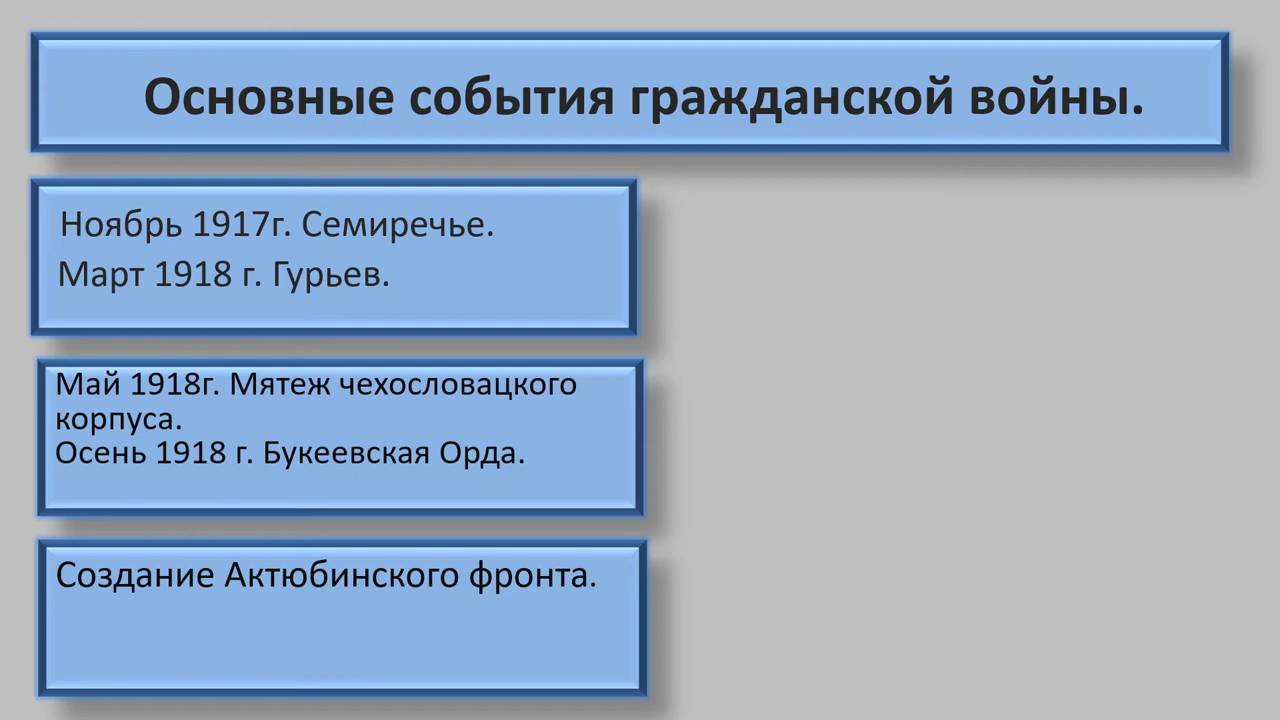 Основные события гражданской войны.
Ноябрь 1917г. Семиречье.
Март 1918 г. Гурьев.
Май 1918г. Мятеж чехословацкого
корпуса.
Осень 1918 г. Букеевская Орда.
Создание Актюбинского фронта.